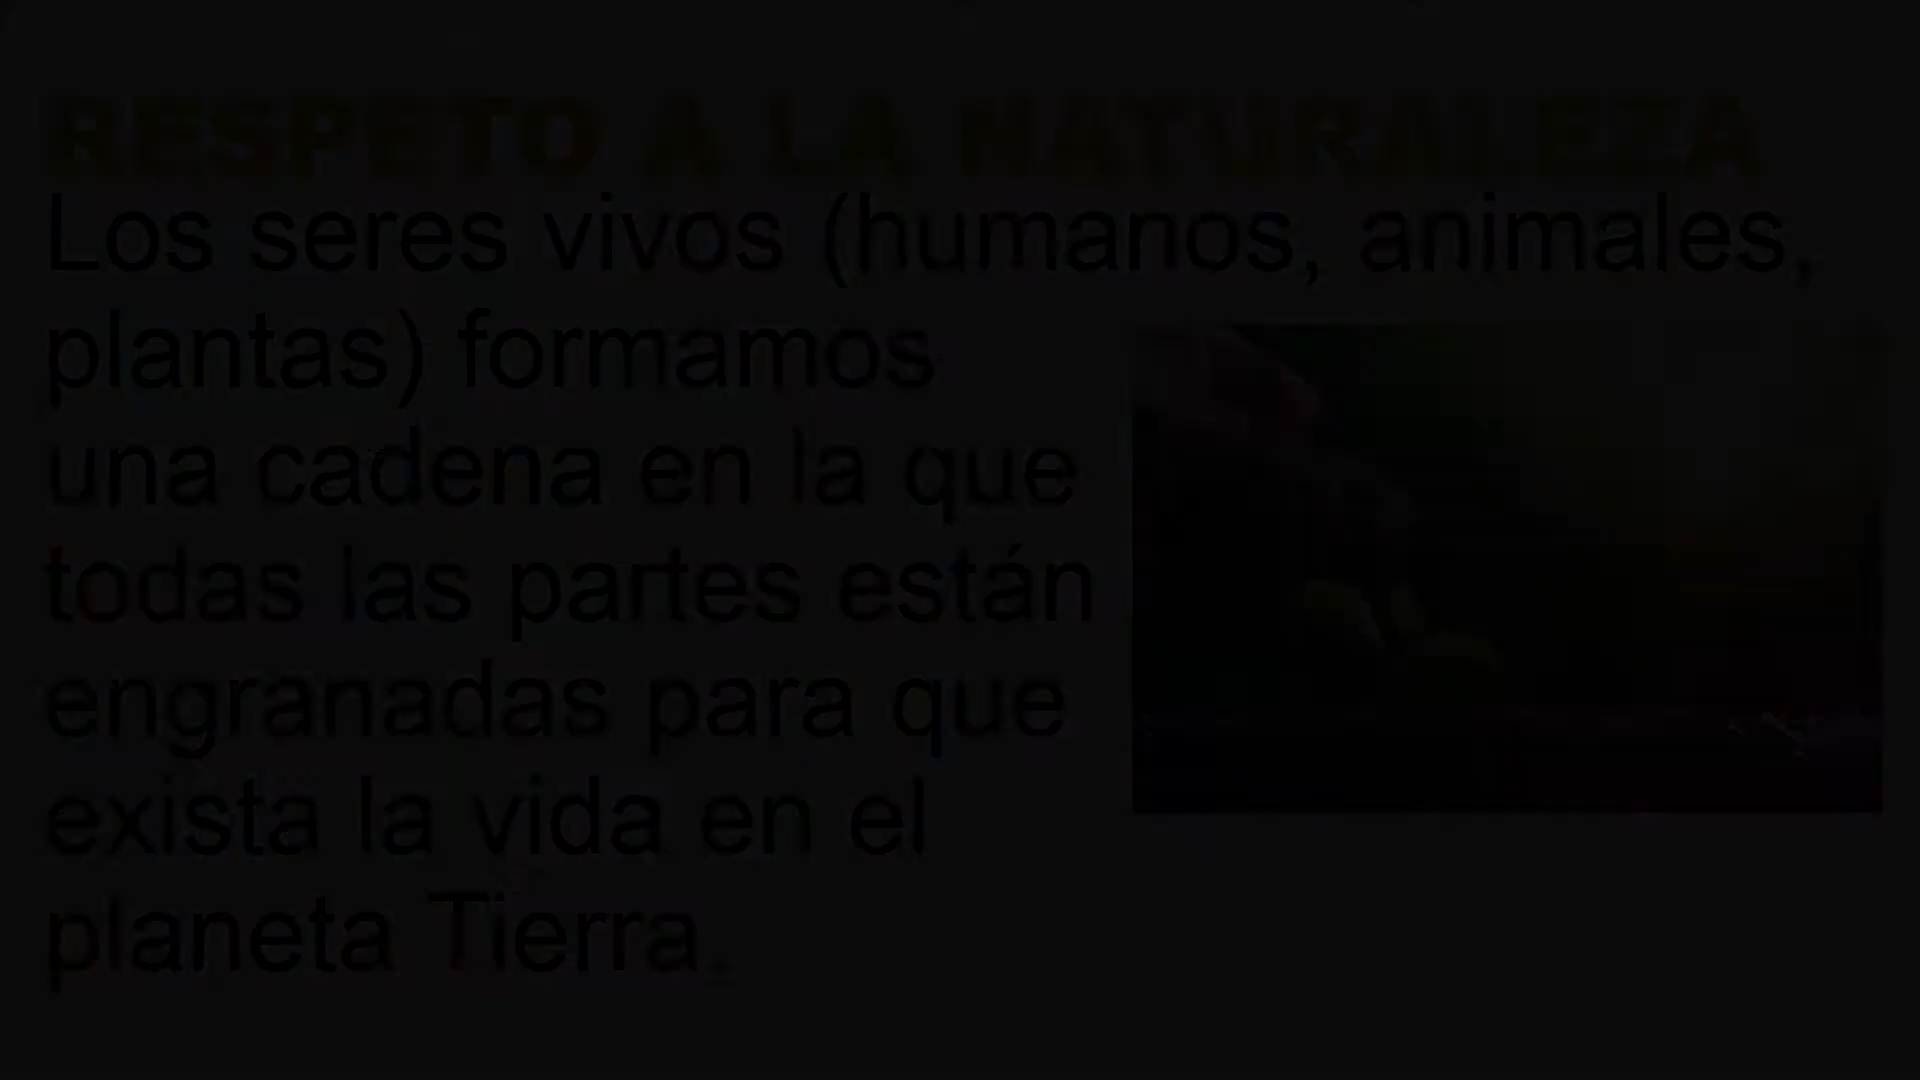 RESPETO A LA NATURALEZA
Los seres vivos (humanos, animales,
plantas) formamos
una cadena en la que
todas las partes están
engranadas para que
exista la vida en el
planeta Tierra.